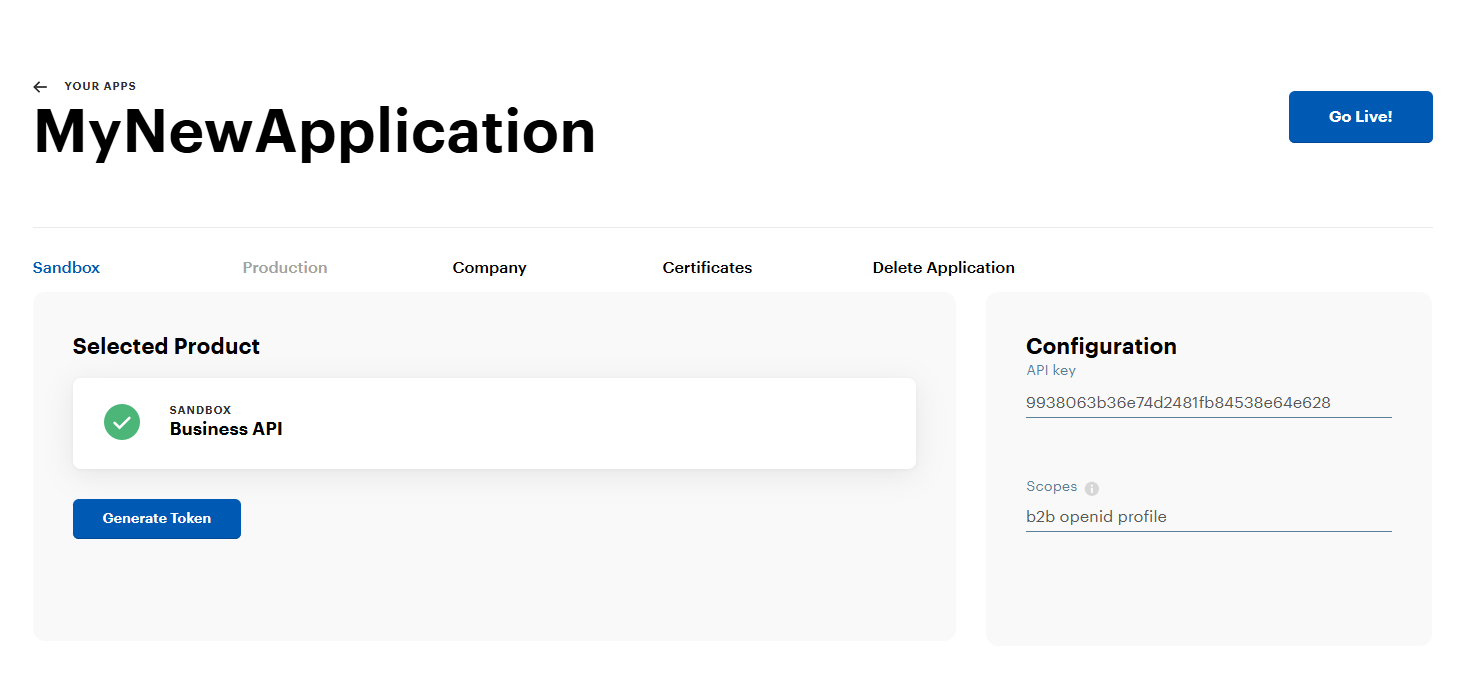 YOUR APPS
MyNewApplication
Go Live!
Sandbox Production Company Certificates Delete Application
Selected Product
SANDBOX
Business API
Generate Token
Configuration
API key
9938063b36e74d2481fb84538e64e628
Scopes
b2b openid profile